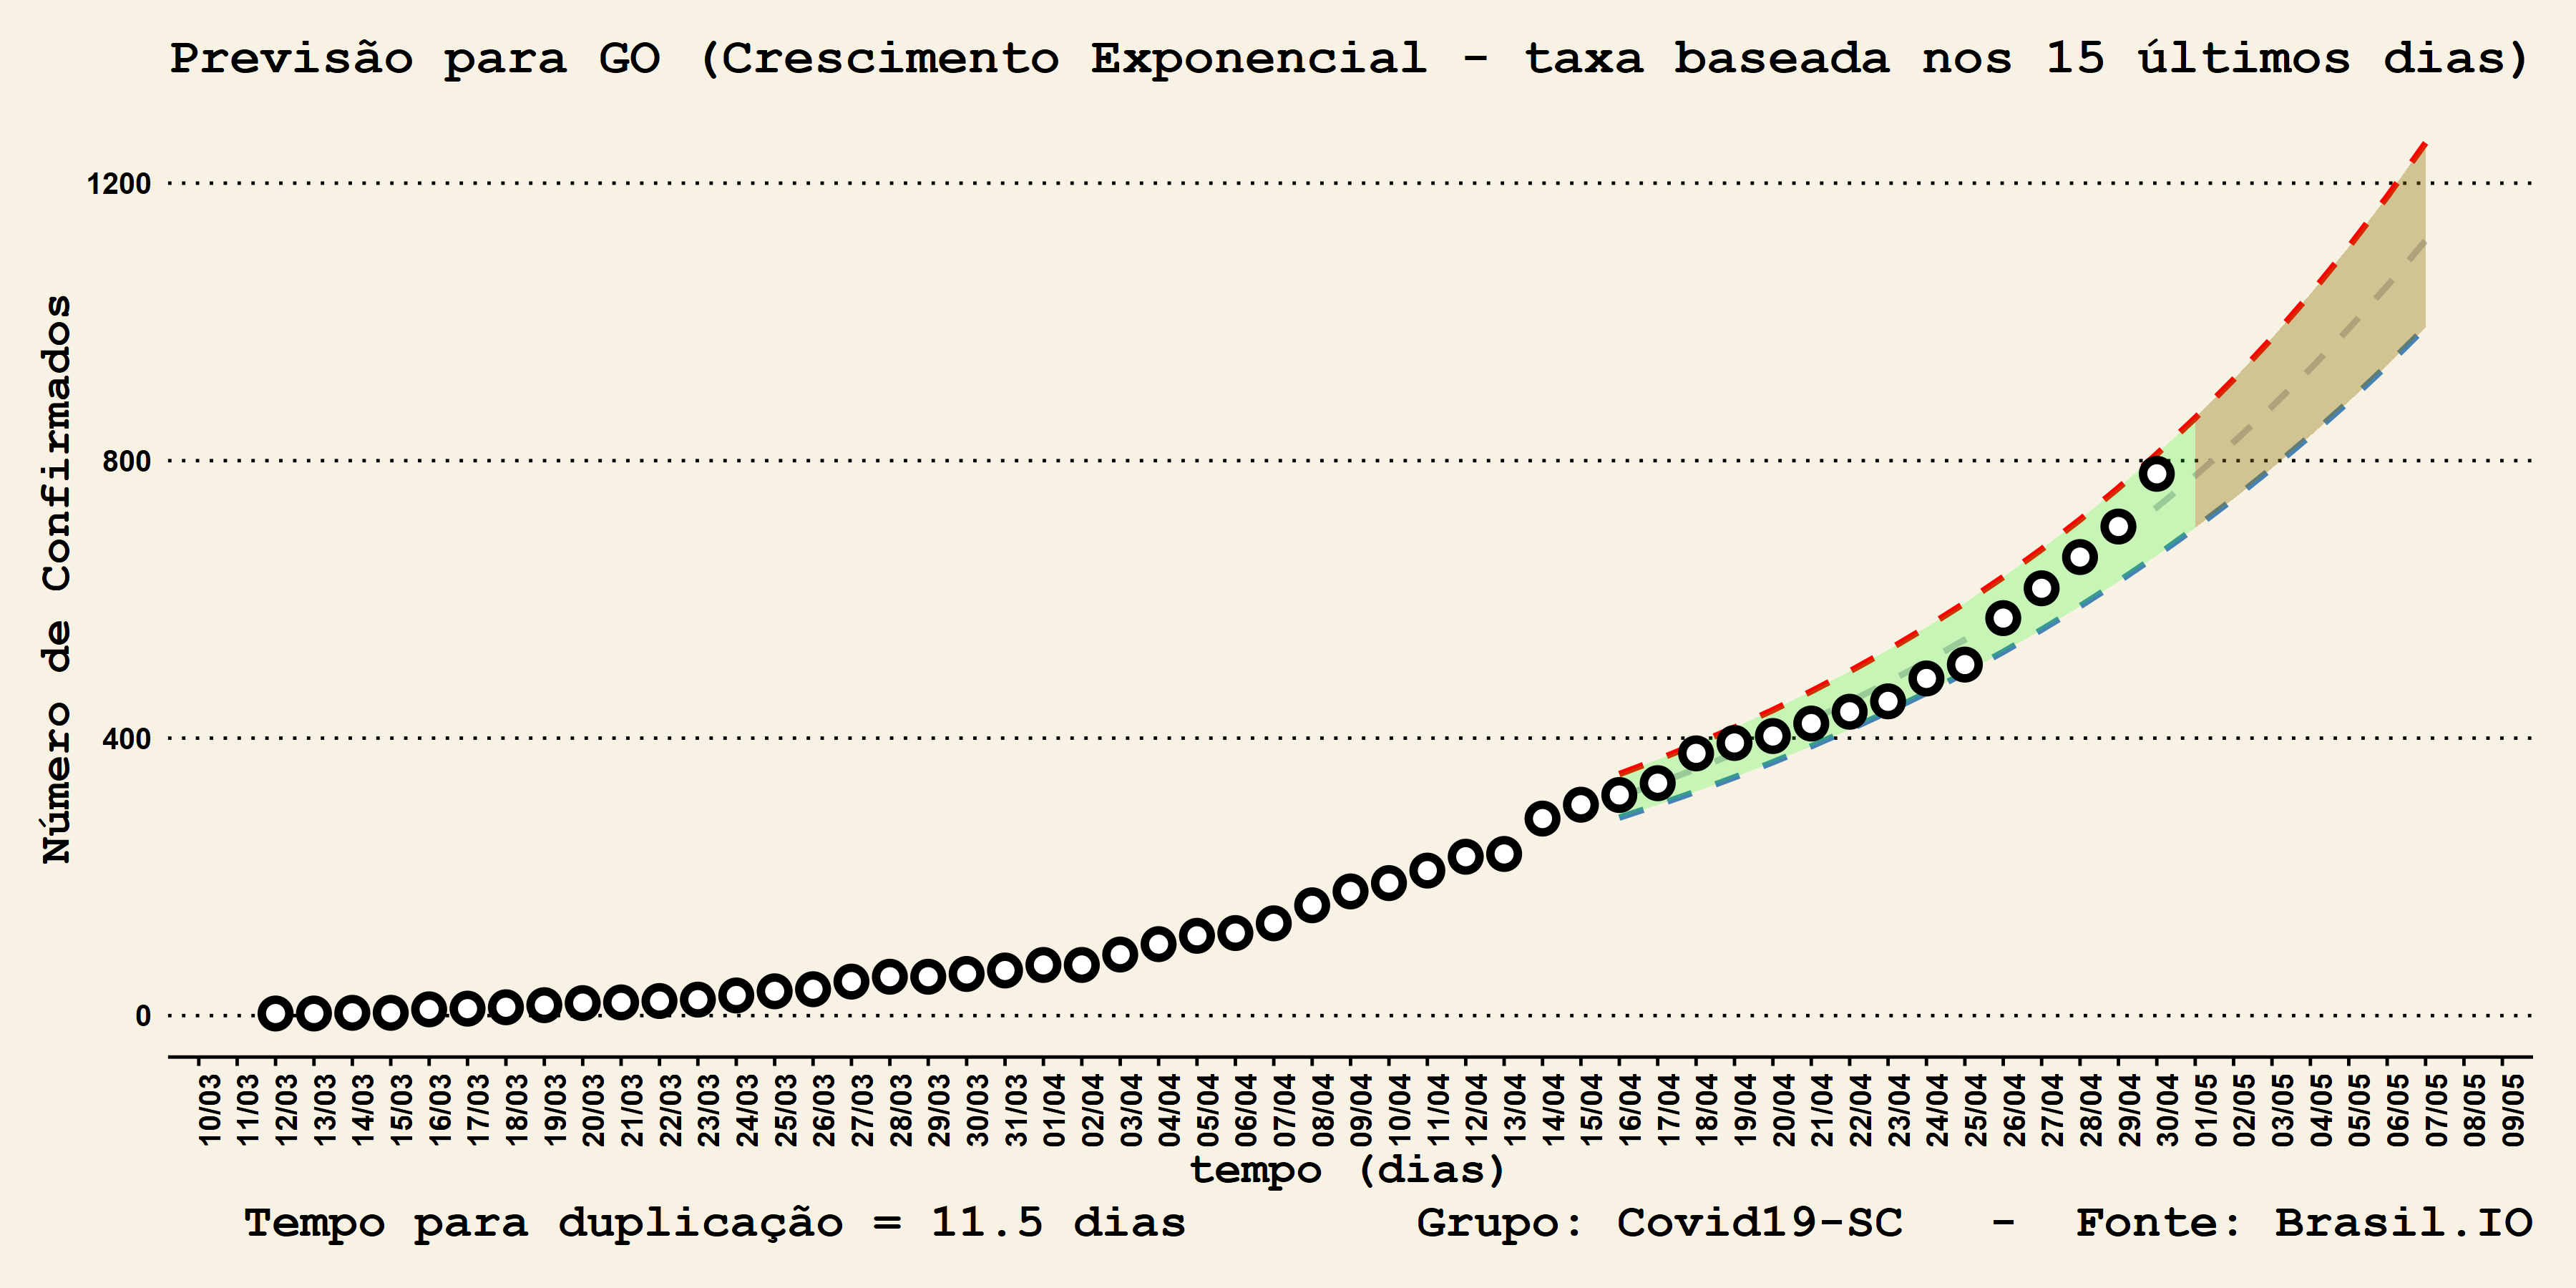 Previsão para GO (Crescimento Exponencial - taxa baseada nos 15 últimos dias)
Número de Confirmados
1200
800
400
0
10/03 11/03 12/03 13/03 14/03 15/03 16/03 17/03 18/03 19/03 20/03 21/03 22/03 23/03 24/03 25/03 26/03 27/03 28/03 29/03 30/03 31/03 01/04 02/04 03/04 04/04 05/04 06/04 07/04 08/04 09/04 10/04 11/04 12/04 13/04 14/04 15/04 16/04 17/04 18/04 19/04 20/04 21/04 22/04 23/04 24/04 25/04 26/04 27/04 28/04 29/04 30/04 01/05 02/05 03/05 04/05 05/05 06/05 07/05 08/05 09/05
tempo (dias)
Tempo para duplicação = 11.5 dias Grupo: Covid19-SC - Fonte: Brasil.IO